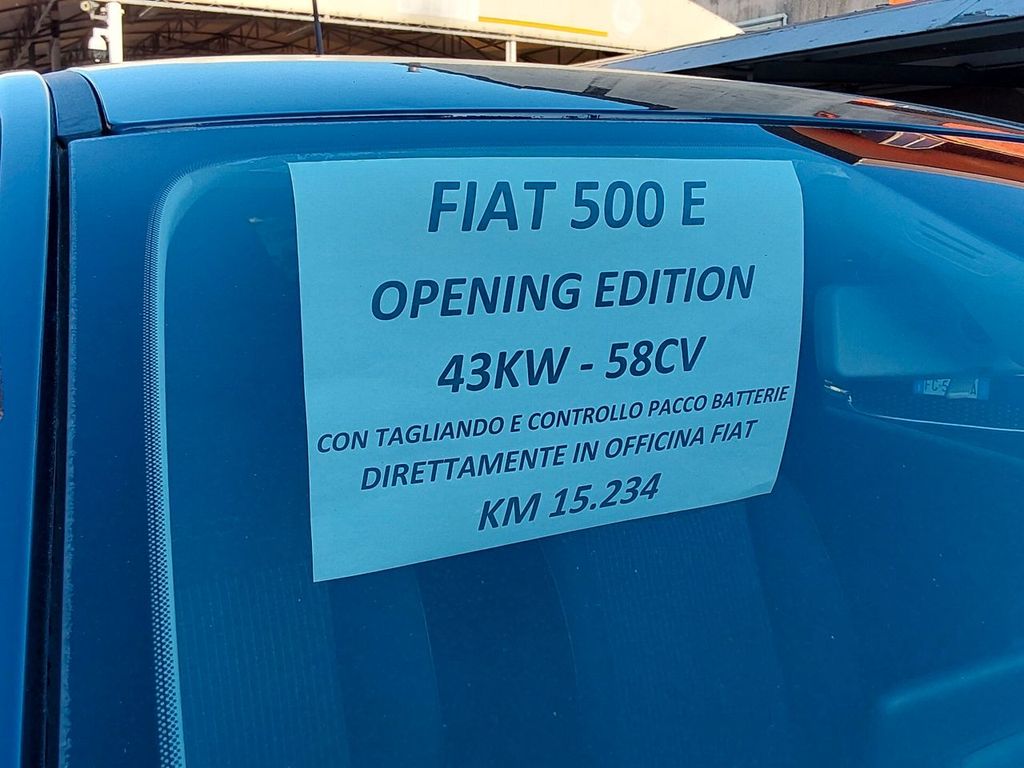 FIAT 500 E
OPENING EDITION
43KW - 58CV
CON TAGLIANDO E CONTROLLO PACCO BATTERIE
DIRETTAMENTE IN OFFICINA FIAT
KM 15.234